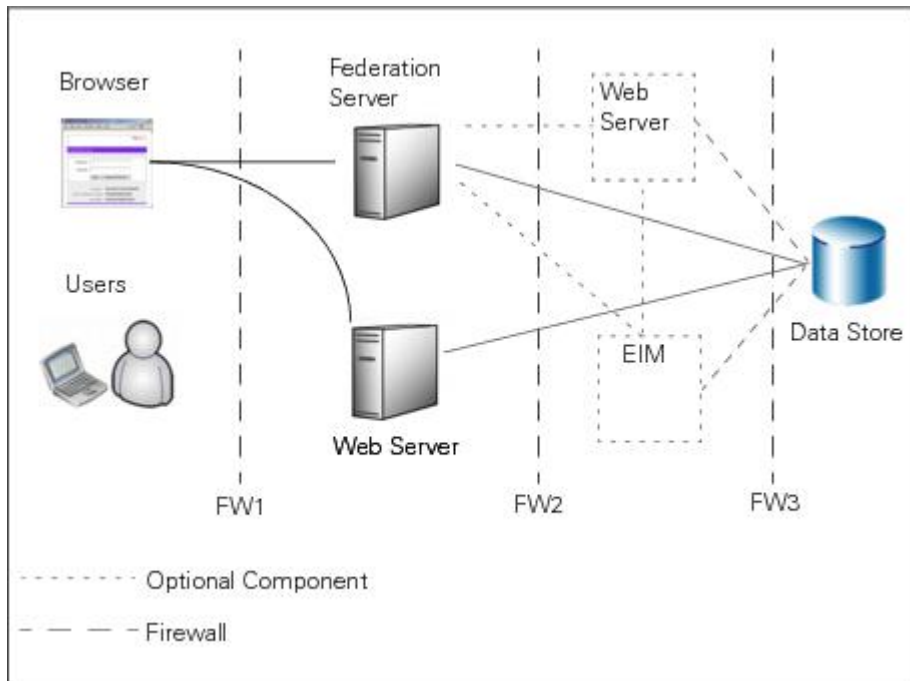 Browser
Federation
Server
Web
Server
Users
EIM
Data Store
Web Server
FW1
FW2
FW3
Optional Component
Firewall